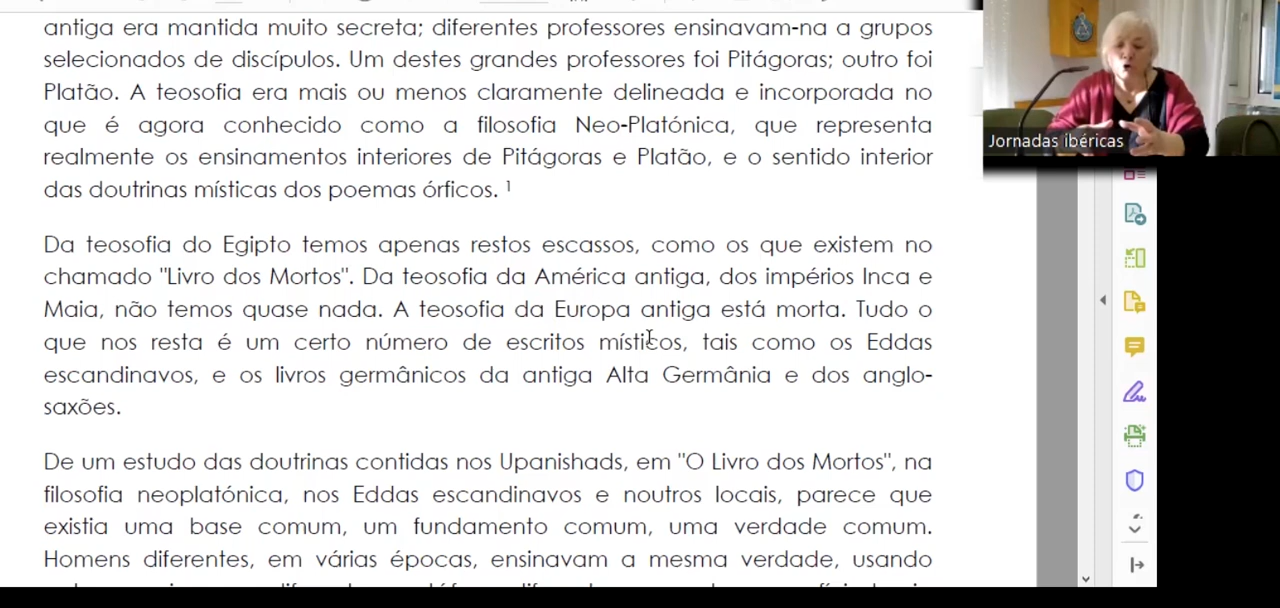 antiga era mantida muito secreta; diferentes professores ensinavam-na a grupos
selecionados de discípulos. Um destes grandes professores foi Pitágoras; outro foi
Platão. A teosofia era mais ou menos claramente delineada e incorporada no
que é agora conhecido como a filosofia Neo-Platónica, que representa
realmente os ensinamentos interiores de Pitágoras e Platão, e o sentido interior
das doutrinas místicas dos poemas órficos. 1
Jornadas ibéricas
Da teosofia do Egipto temos apenas restos escassos, como os que existem no
chamado "Livro dos Mortos". Da teosofia da América antiga, dos impérios Inca e
Maia, não temos quase nada. A teosofia da Europa antiga está morta. Tudo o
que nos resta é um certo número de escritos místicos, tais como os Eddas
escandinavos, e os livros germânicos da antiga Alta Germânia e dos anglo-
saxões.
De um estudo das doutrinas contidas nos Upanishads, em "O Livro dos Mortos", na
filosofia neoplatónica, nos Eddas escandinavos e noutros locais, parece que
existia uma base comum, um fundamento comum, uma verdade comum.
Homens diferentes, em várias épocas, ensinavam a mesma verdade, usando